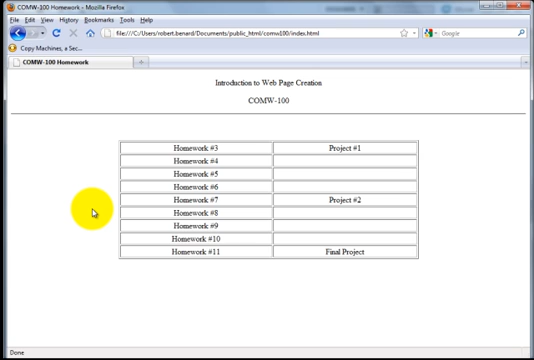 COMW-100 Homework - Mozilla Firefox
File Edit View History Bookmarks Tools Help
file:///C:/Users/robert.benard/Documents/public_html/comw100/index.html
Google
Copy Machines, a Sec...
COMW-100 Homework
Introduction to Web Page Creation
COMW-100
Homework #3 Project #1
Homework #4
Homework #5
Homework #6
Homework #7 Project #2
Homework #8
Homework #9
Homework #10
Homework #11 Final Project
Done